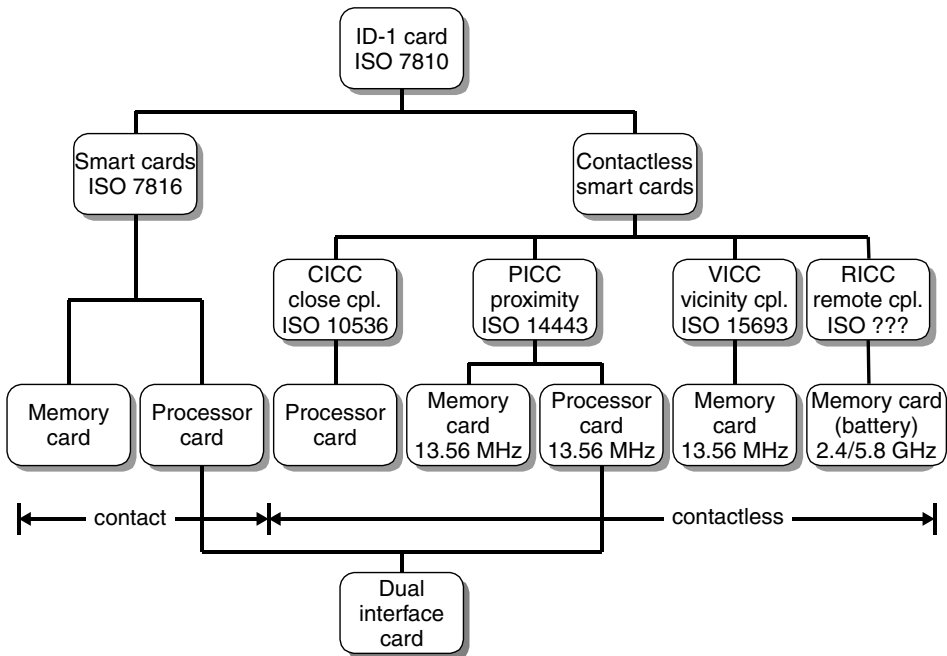 ID-1 card
ISO 7810
Smart cards
ISO 7816
Contactless
smart cards
CICC
close cpl.
ISO 10536
PICC
proximity
ISO 14443
VICC
vicinity cpl.
ISO 15693
RICC
remote cpl.
ISO ???
Memory
card
Processor
card
Processor
card
Memory
card
13.56 MHz
Processor
card
13.56 MHz
Memory
card
13.56 MHz
Memory card
(battery)
2.4/5.8 GHz
contact
contactless
Dual
interface
card